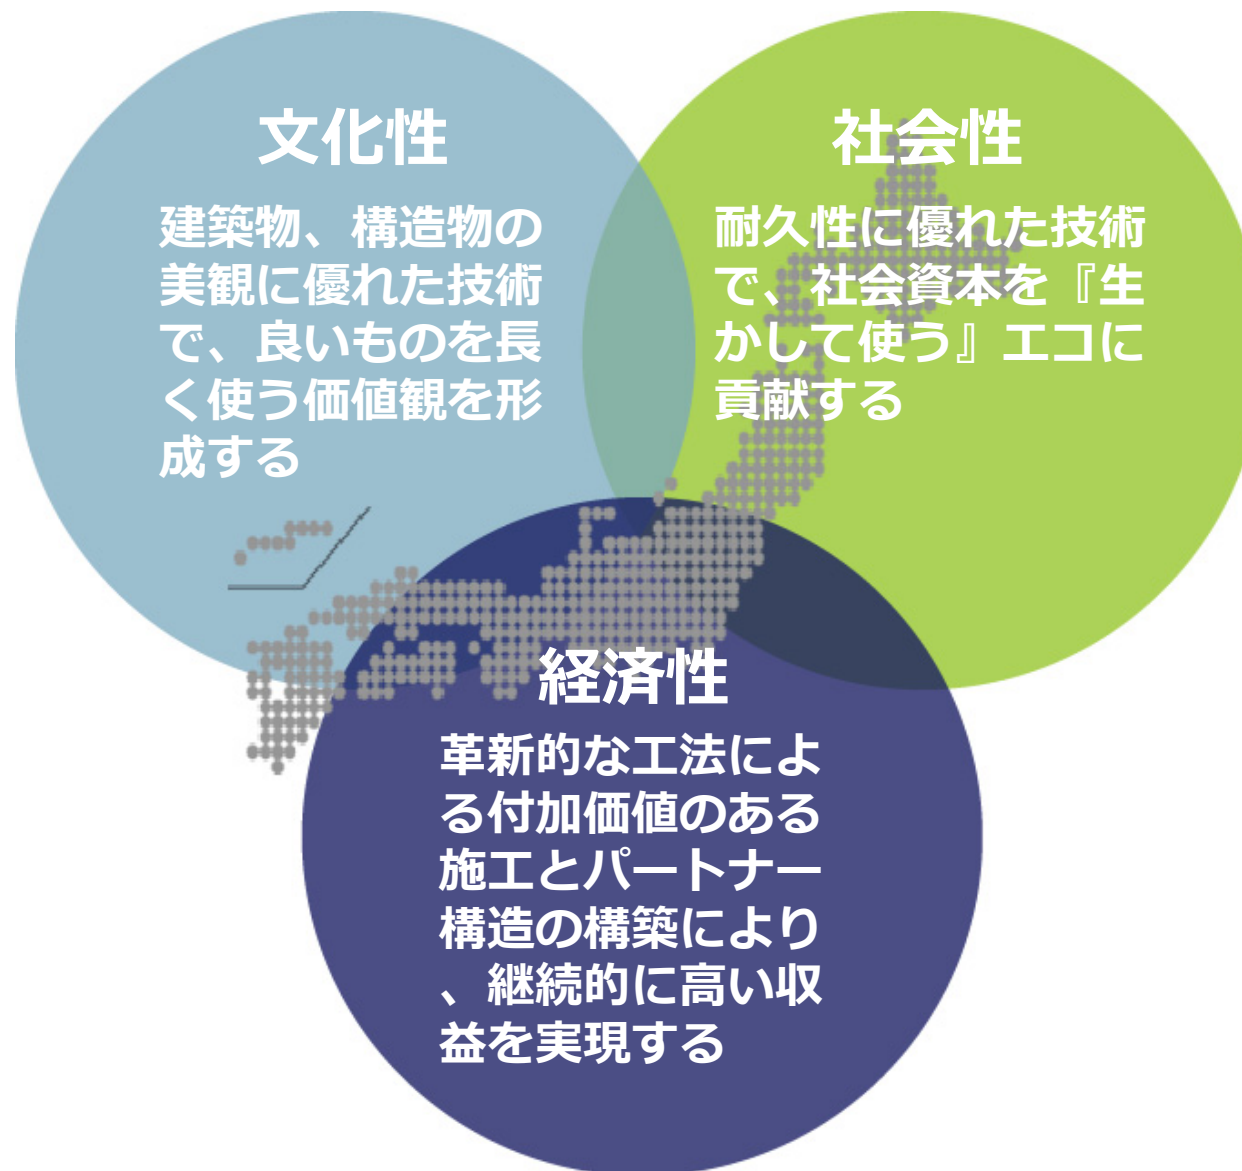 文化性
建築物、構造物の
美観に優れた技術
で、良いものを長
く使う価値観を形
成する
社会性
耐久性に優れた技術
で、社会資本を『生
かして使う』エコに
貢献する
経済性
革新的な工法によ
る付加価値のある
施工とパートナー
構造の構築により
、継続的に高い収
益を実現する